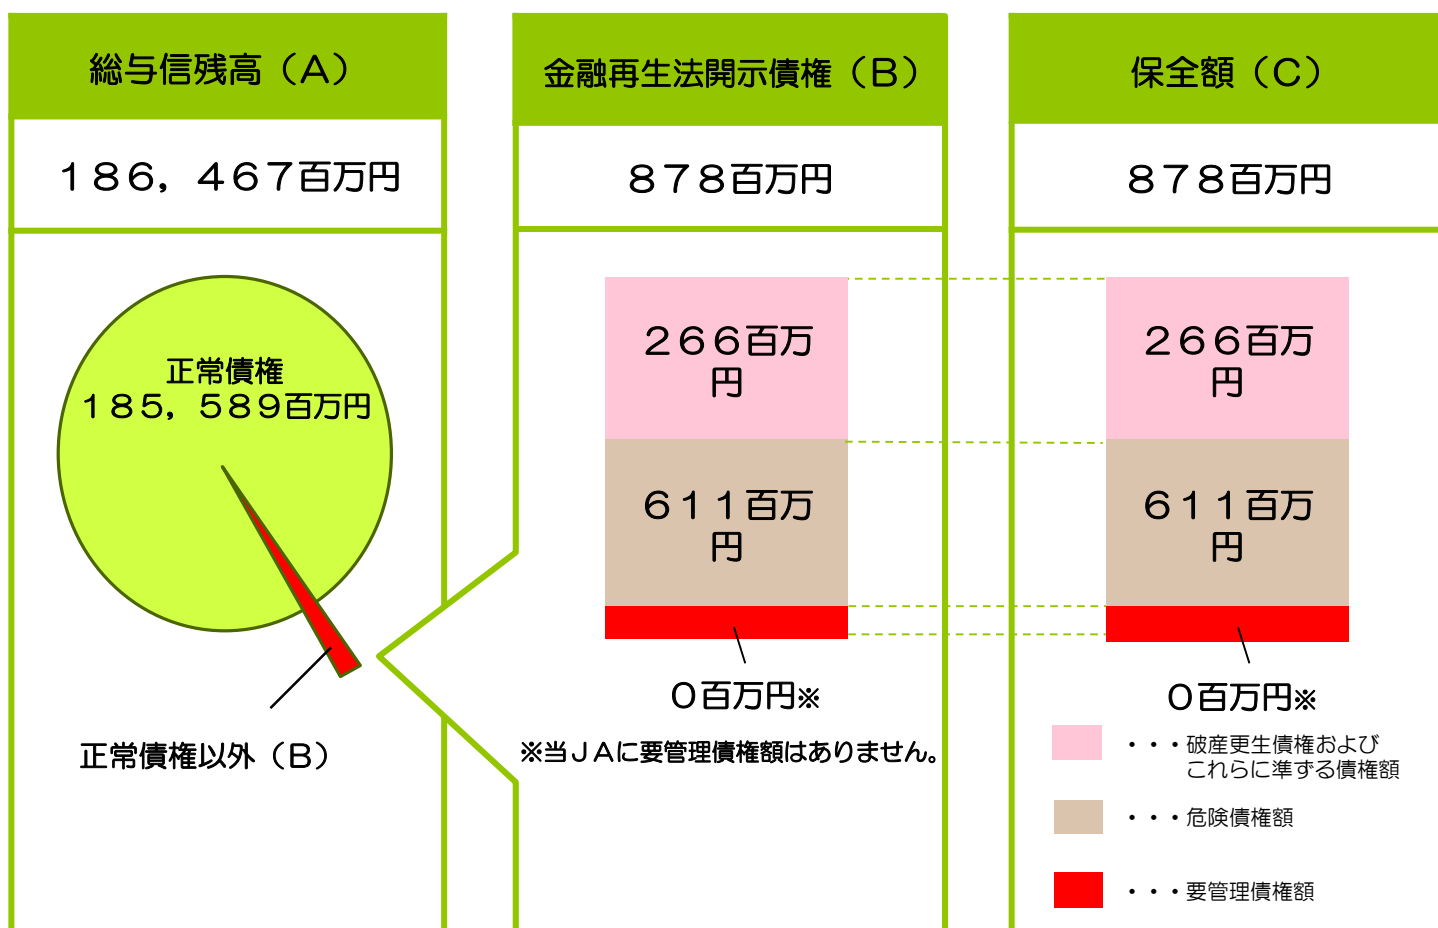 総与信残高（A）
186，467百万円
正常債権
185，589百万円
正常債権以外（B）
金融再生法開示債権（B）
878百万円
266百万
円
611百万
円
0百万円※
※当JAに要管理債権額はありません。
保全額（C）
878百万円
266百万
円
611百万
円
0百万円※
・・・破産更生債権および
これらに準ずる債権額
・・・危険債権額
・・・要管理債権額